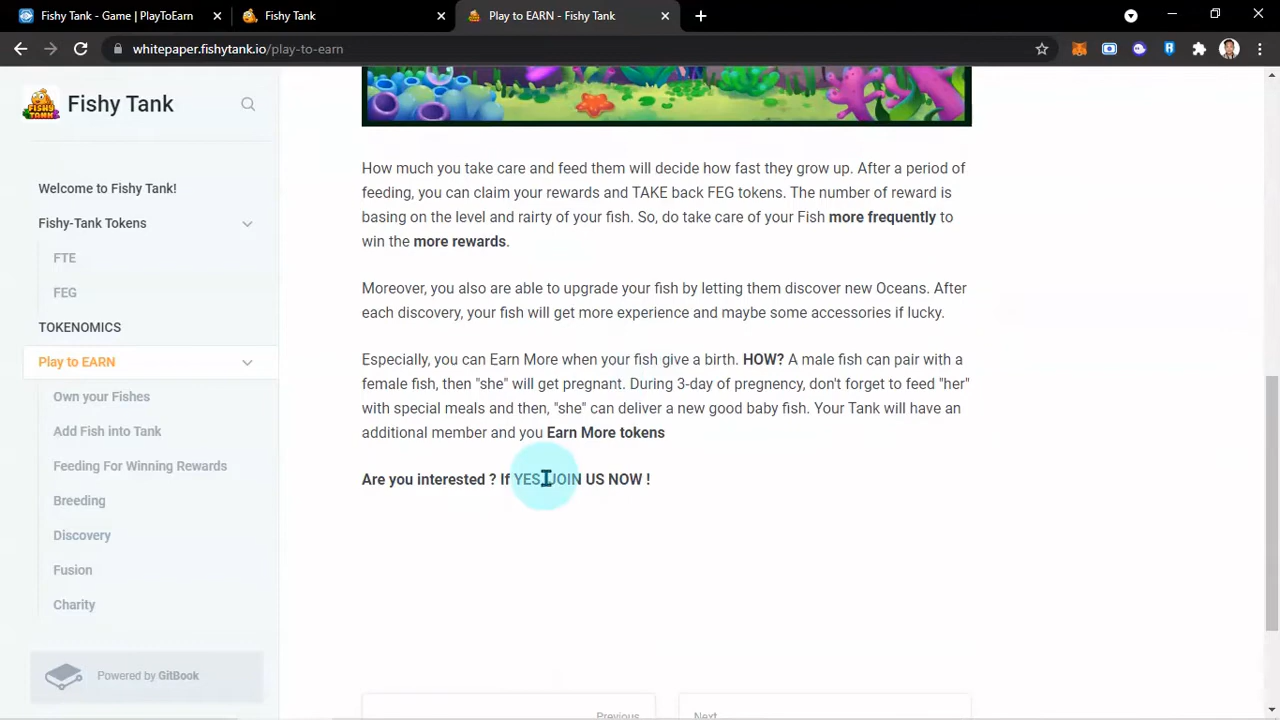 Fishy Tank - Game | PlayToEarn
Fishy Tank
Play to EARN - Fishy Tank
whitepaper.fishytank.io/play-to-earn
FISHY TANK
Fishy Tank
Welcome to Fishy Tank!
Fishy-Tank Tokens
FTE
FEG
TOKENOMICS
Play to EARN
Own your Fishes
Add Fish into Tank
Feeding For Winning Rewards
Breeding
Discovery
Fusion
Charity
Powered by GitBook
How much you take care and feed them will decide how fast they grow up. After a period of
feeding, you can claim your rewards and TAKE back FEG tokens. The number of reward is
basing on the level and rairty of your fish. So, do take care of your Fish more frequently to
win the more rewards.
Moreover, you also are able to upgrade your fish by letting them discover new Oceans. After
each discovery, your fish will get more experience and maybe some accessories if lucky.
Especially, you can Earn More when your fish give a birth. HOW? A male fish can pair with a
female fish, then "she" will get pregnant. During 3-day of pregnency, don't forget to feed "her"
with special meals and then, "she" can deliver a new good baby fish. Your Tank will have an
additional member and you Earn More tokens
Are you interested ? If YES JOIN US NOW !
Previous
Next